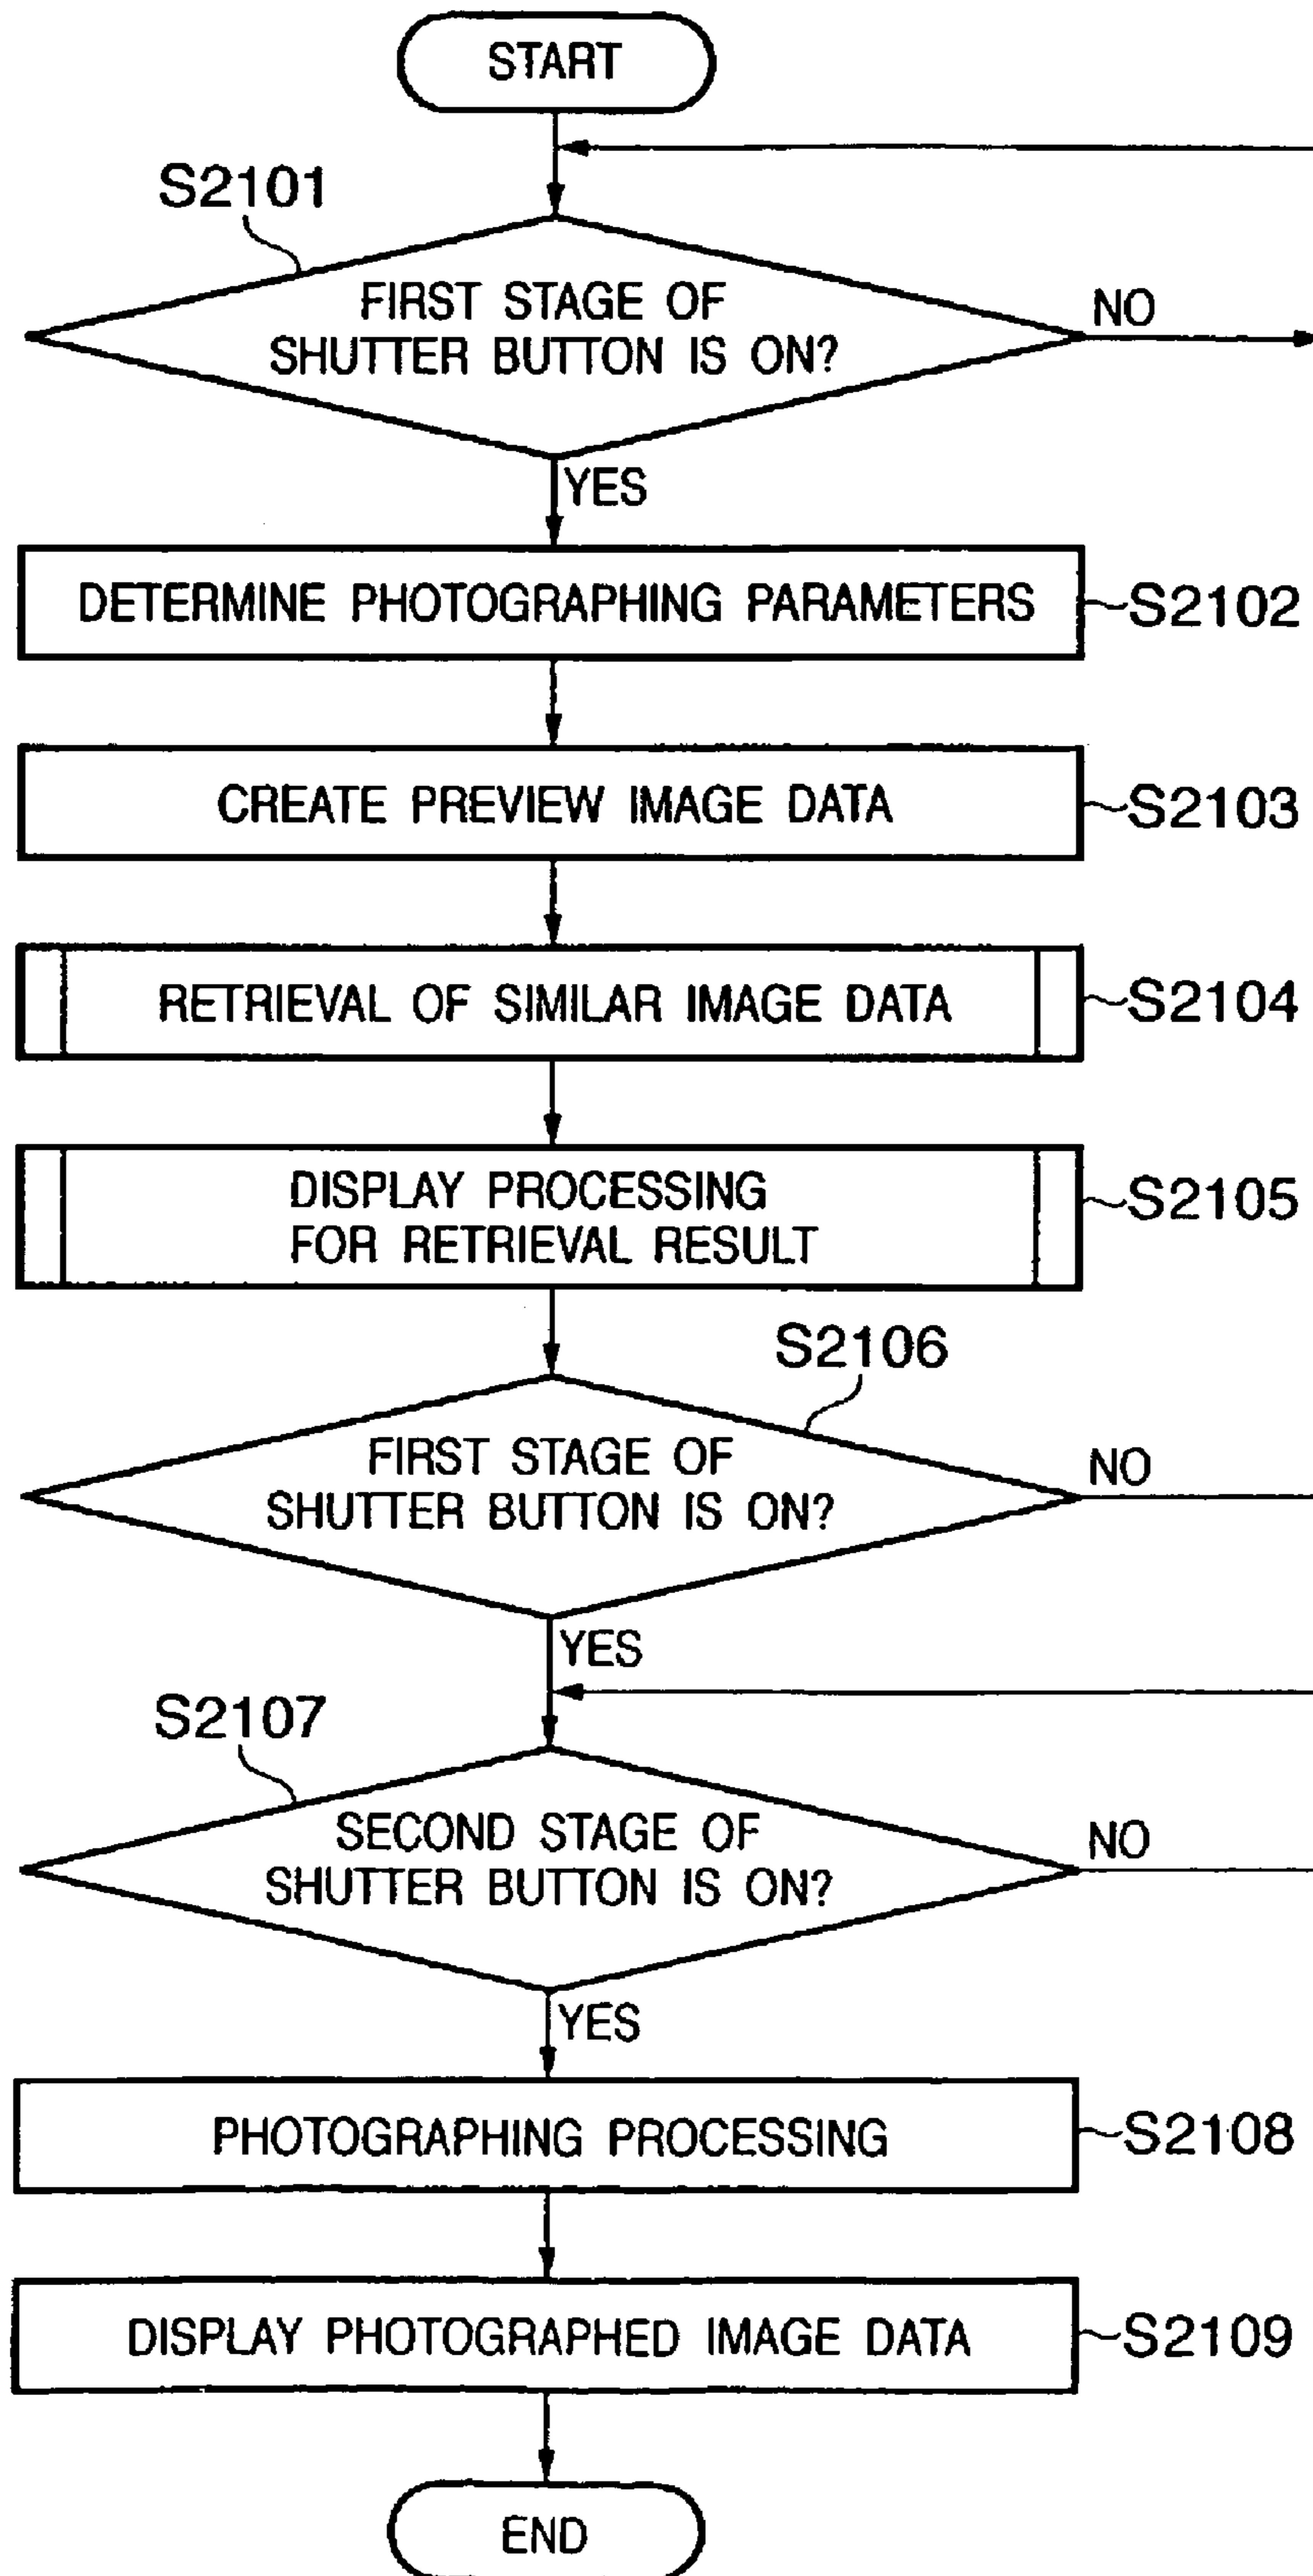 START
S2101
FIRST STAGE OF
SHUTTER BUTTON IS ON?
NO
YES
DETERMINE PHOTOGRAPHING PARAMETERS
S2102
CREATE PREVIEW IMAGE DATA
S2103
RETRIEVAL OF SIMILAR IMAGE DATA
S2104
DISPLAY PROCESSING
FOR RETRIEVAL RESULT
S2105
S2106
FIRST STAGE OF
SHUTTER BUTTON IS ON?
NO
YES
S2107
SECOND STAGE OF
SHUTTER BUTTON IS ON?
NO
YES
PHOTOGRAPHING PROCESSING
S2108
DISPLAY PHOTOGRAPHED IMAGE DATA
S2109
END